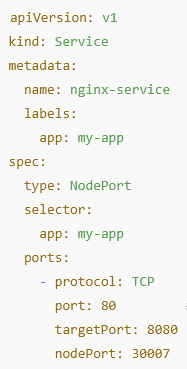 apiVersion: v1
kind: Service
metadata:
  name: nginx-service
  labels:
    app: my-app
spec:
  type: NodePort
  selector:
    app: my-app
  ports:
    - protocol: TCP
      port: 80
      targetPort: 8080
      nodePort: 30007